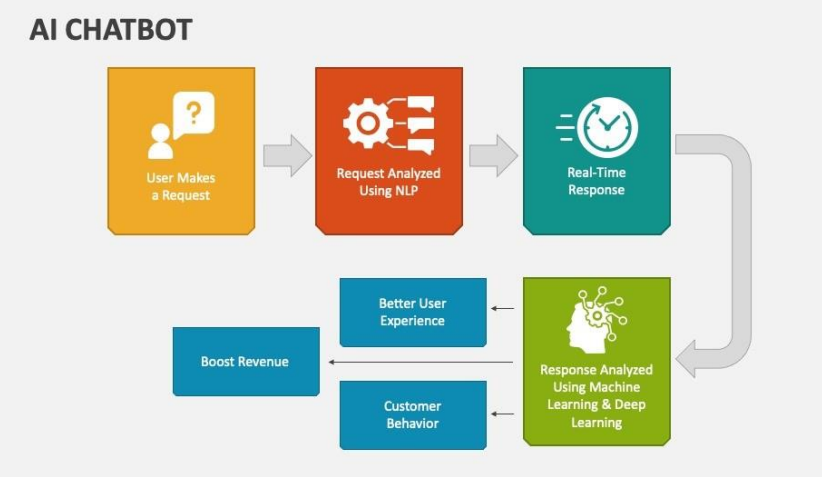 AI CHATBOT
?
User Makes
a Request
Request Analyzed
Using NLP
Real-Time
Response
Better User
Experience
Boost Revenue
Customer
Behavior
Response Analyzed
Using Machine
Learning & Deep
Learning